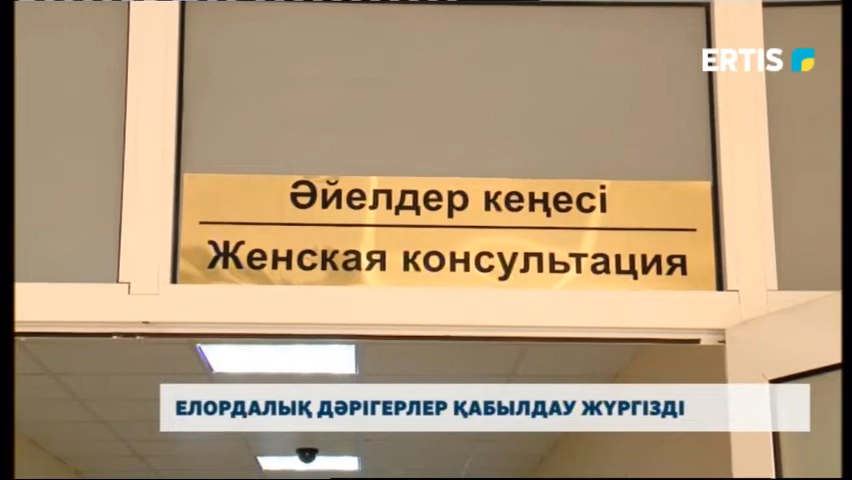 ERTIS
Әйелдер кеңесі
Женская консультация
ЕЛОРДАЛЫҚ ДӘРІГЕРЛЕР ҚАБЫЛДАУ ЖҮРГІЗДІ